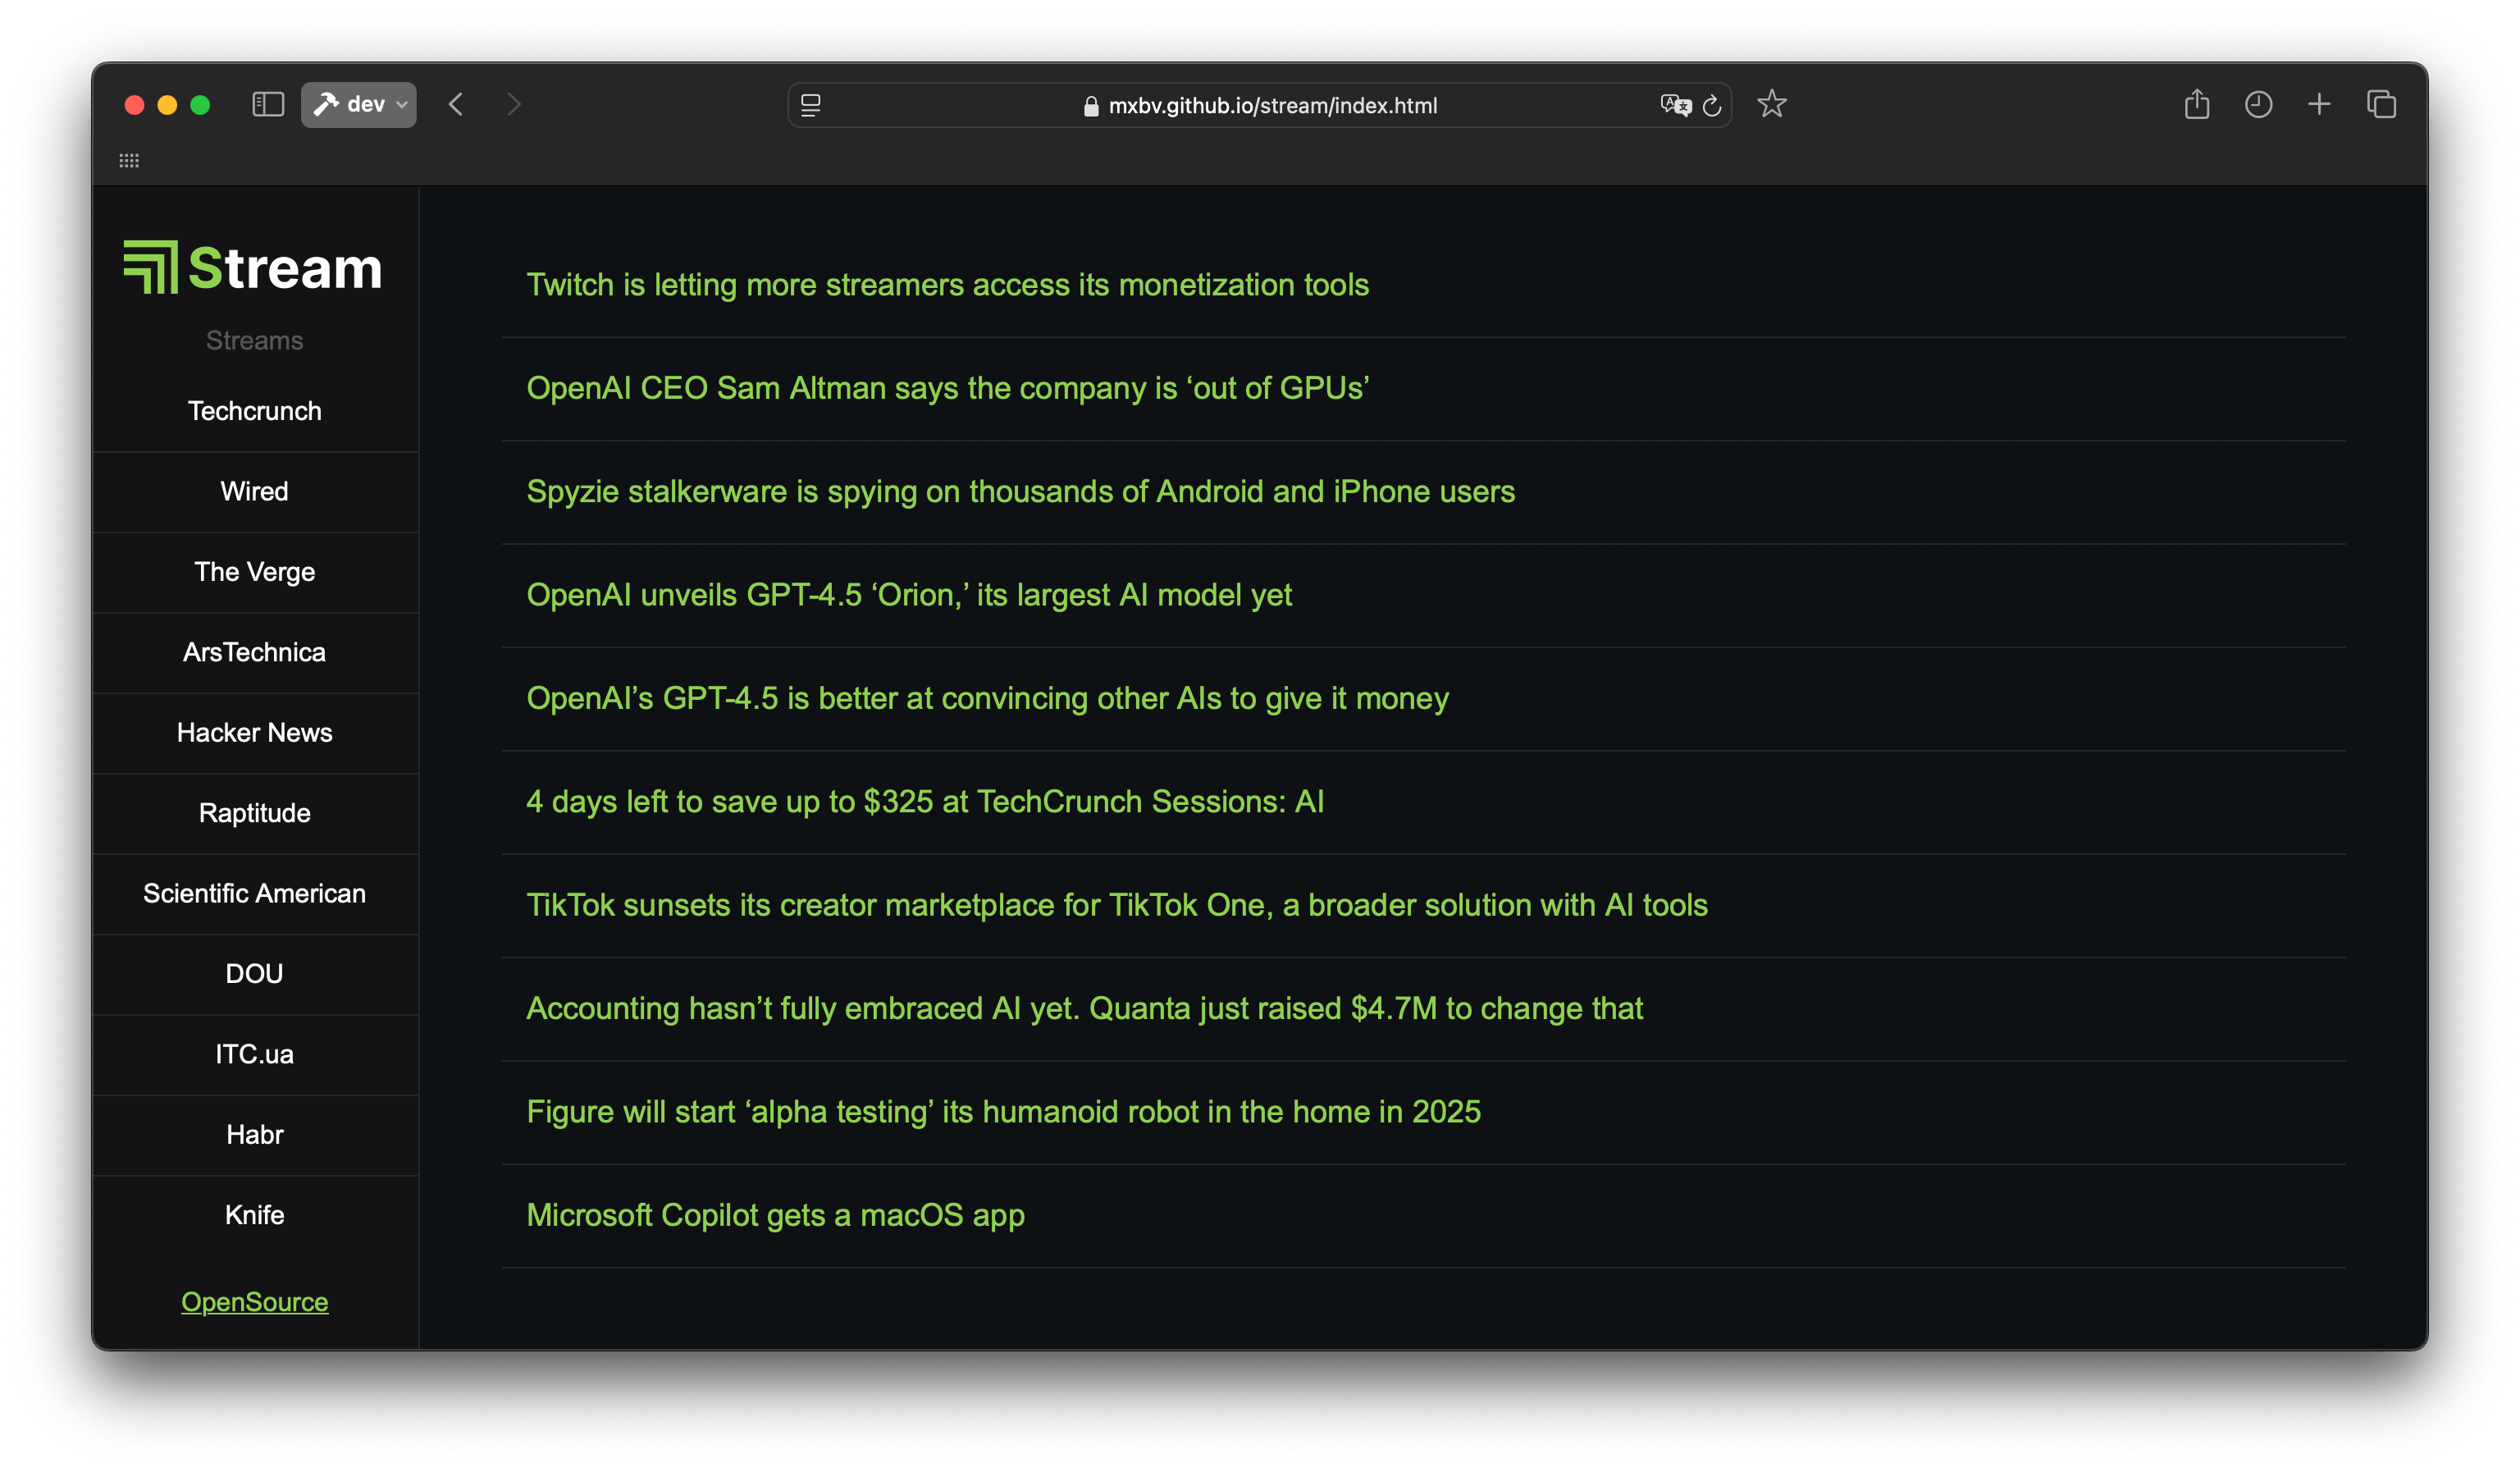 dev
mxbv.github.io/stream/index.html
Stream
Streams
Techcrunch
Wired
The Verge
ArsTechnica
Hacker News
Raptitude
Scientific American
DOU
ITC.ua
Habr
Knife
OpenSource
Twitch is letting more streamers access its monetization tools
OpenAI CEO Sam Altman says the company is ‘out of GPUs’
Spyzie stalkerware is spying on thousands of Android and iPhone users
OpenAI unveils GPT-4.5 ‘Orion,’ its largest AI model yet
OpenAI’s GPT-4.5 is better at convincing other AIs to give it money
4 days left to save up to $325 at TechCrunch Sessions: AI
TikTok sunsets its creator marketplace for TikTok One, a broader solution with AI tools
Accounting hasn’t fully embraced AI yet. Quanta just raised $4.7M to change that
Figure will start ‘alpha testing’ its humanoid robot in the home in 2025
Microsoft Copilot gets a macOS app